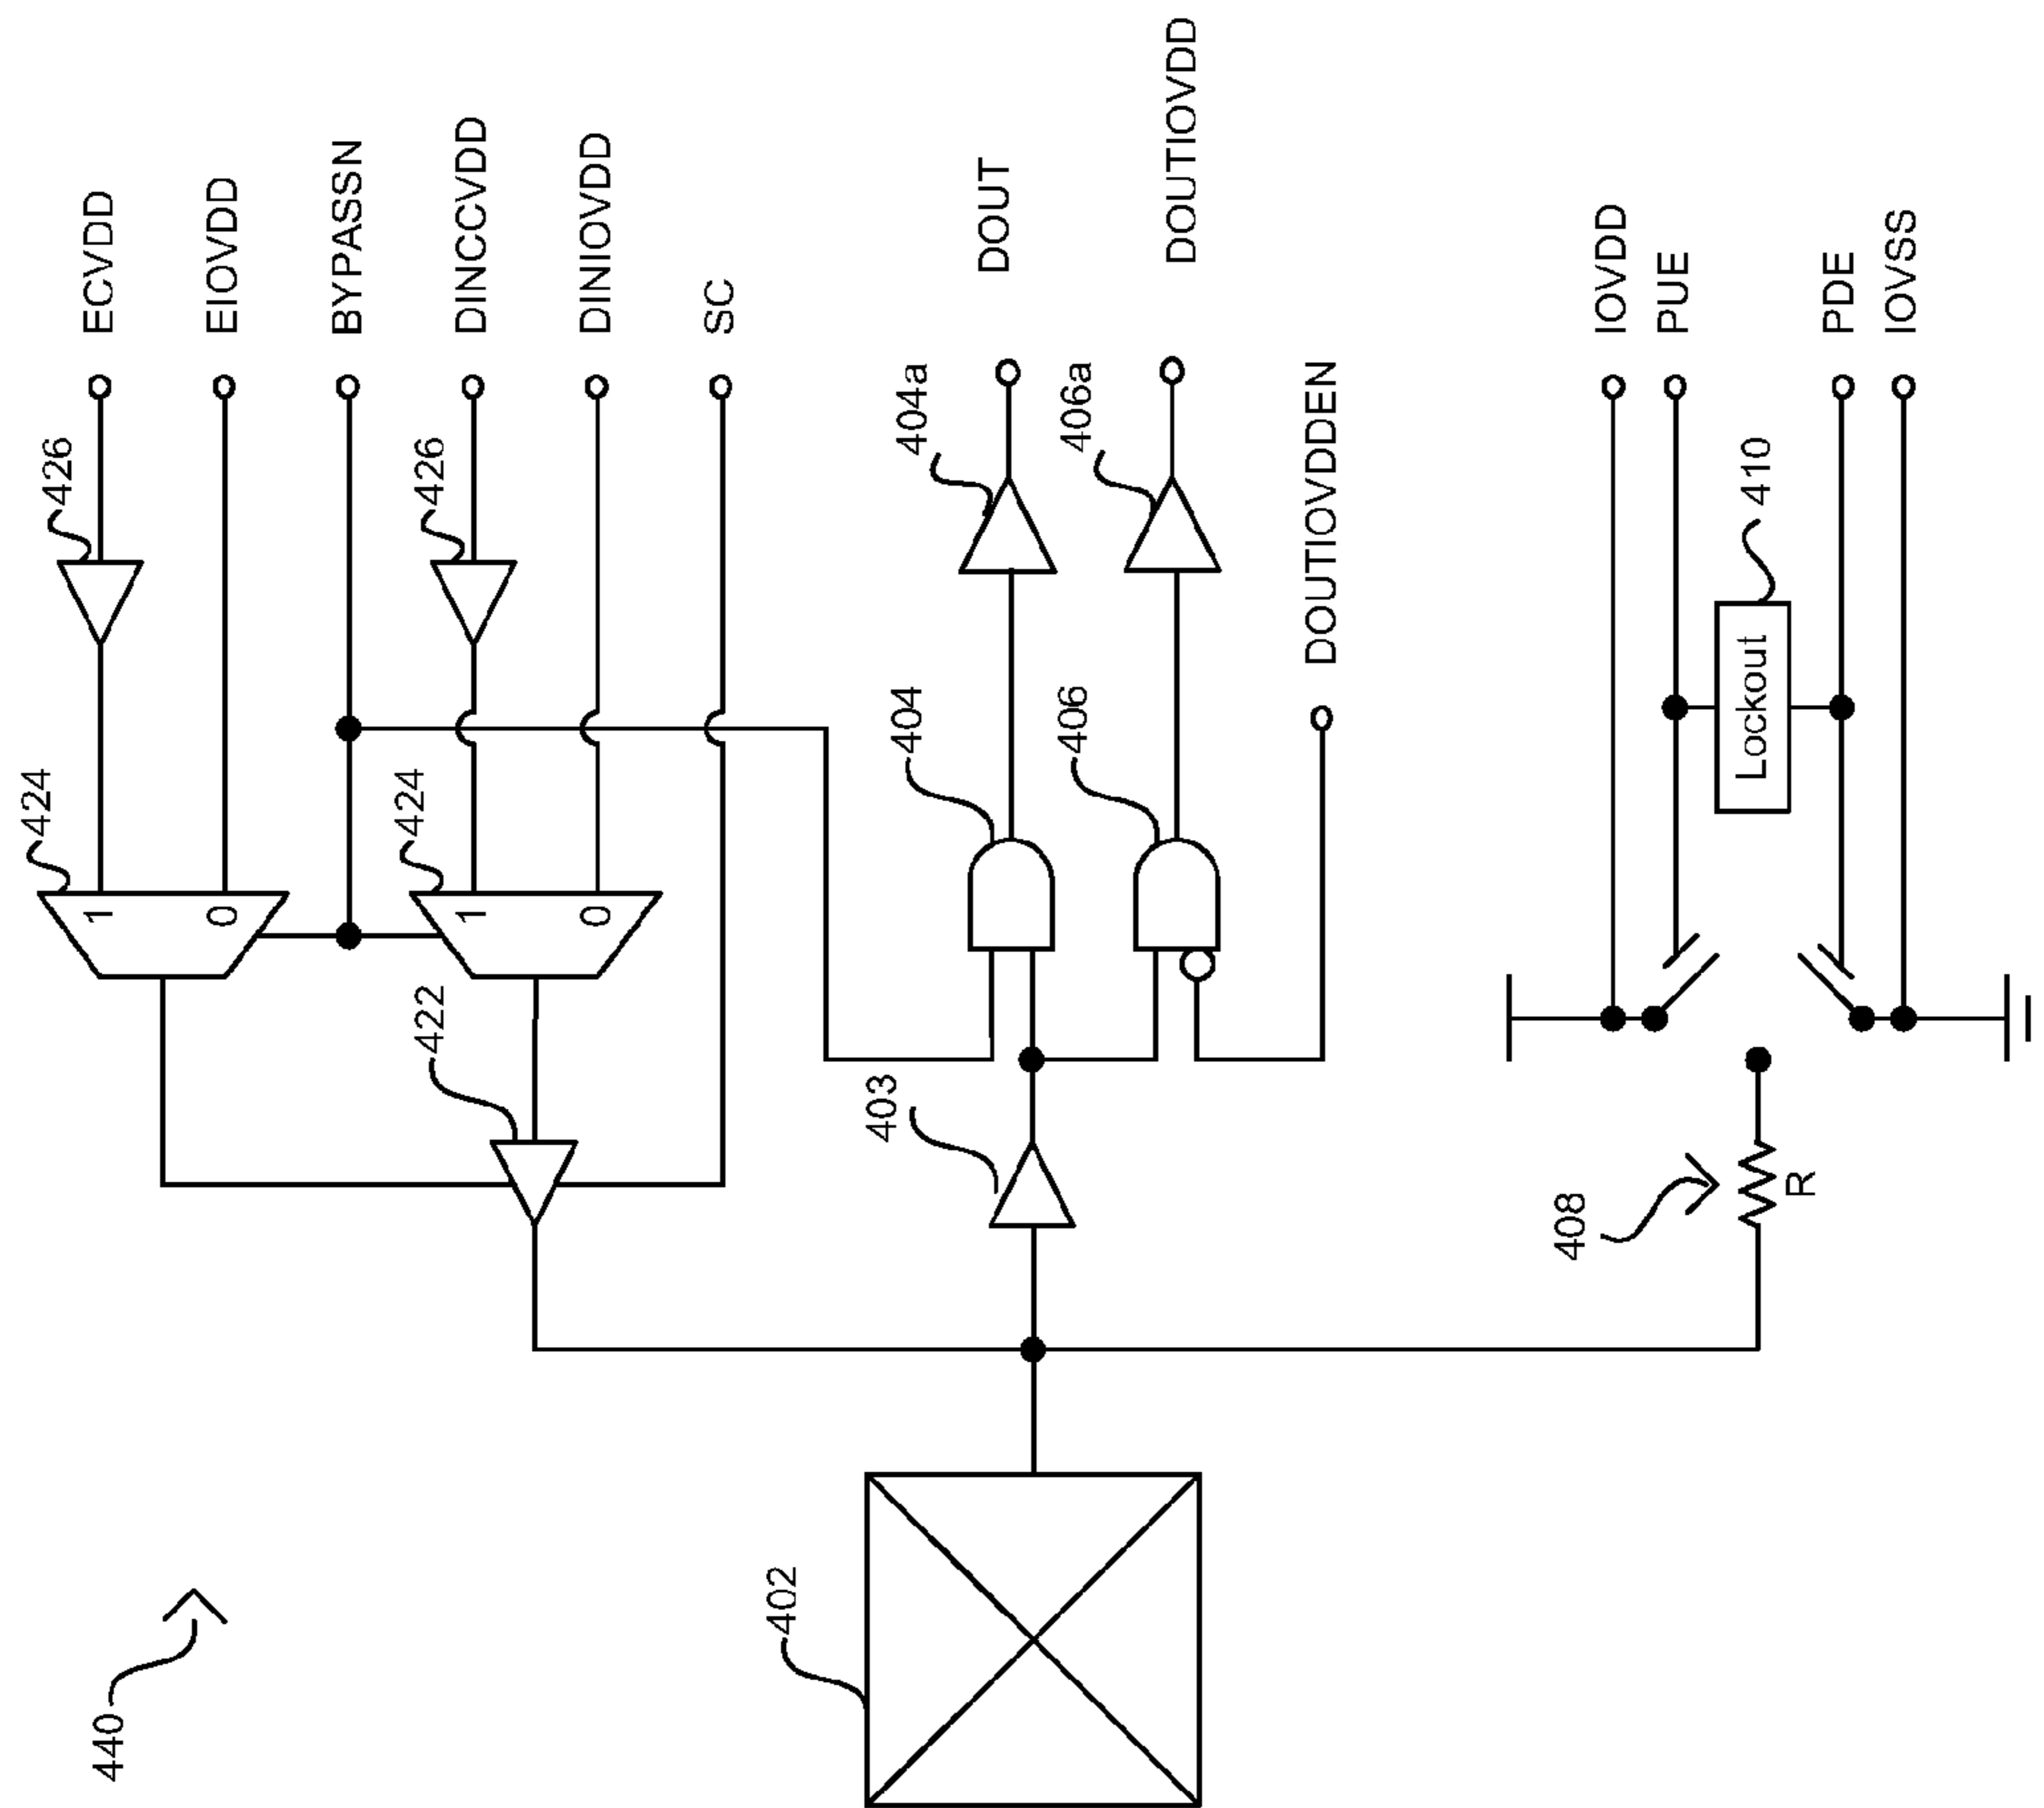 440
402
424
426
ECVDD
EIOVDD
BYPASSN
1
0
424
426
DINCCVDD
DINIOVDD
SC
1
0
422
403
404
404a
DOUT
406
406a
DOUTIOVDD
DOUTIOVDDEN
408
R
IOVDD
PUE
Lockout
410
PDE
IOVSS